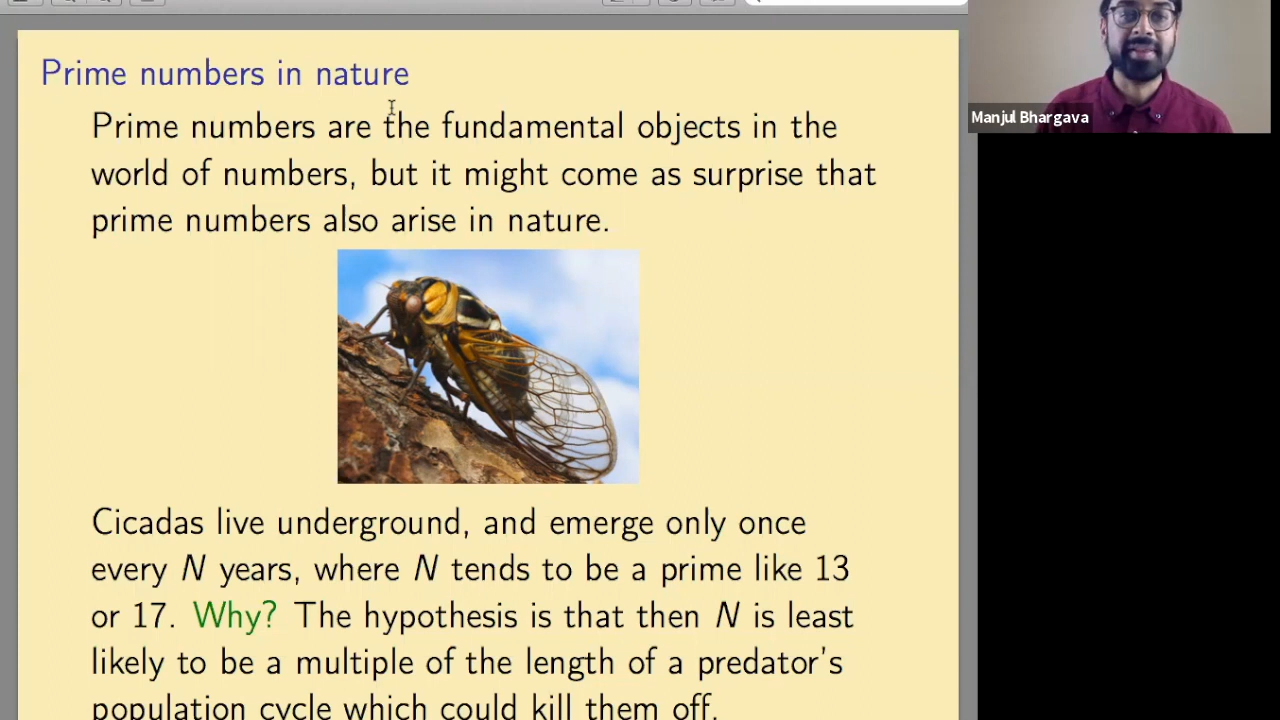 Prime numbers in nature
Prime numbers are the fundamental objects in the
world of numbers, but it might come as surprise that
prime numbers also arise in nature.
Cicadas live underground, and emerge only once
every N years, where N tends to be a prime like 13
or 17. Why? The hypothesis is that then N is least
likely to be a multiple of the length of a predator's
population cycle which could kill them off.
Manjul Bhargava